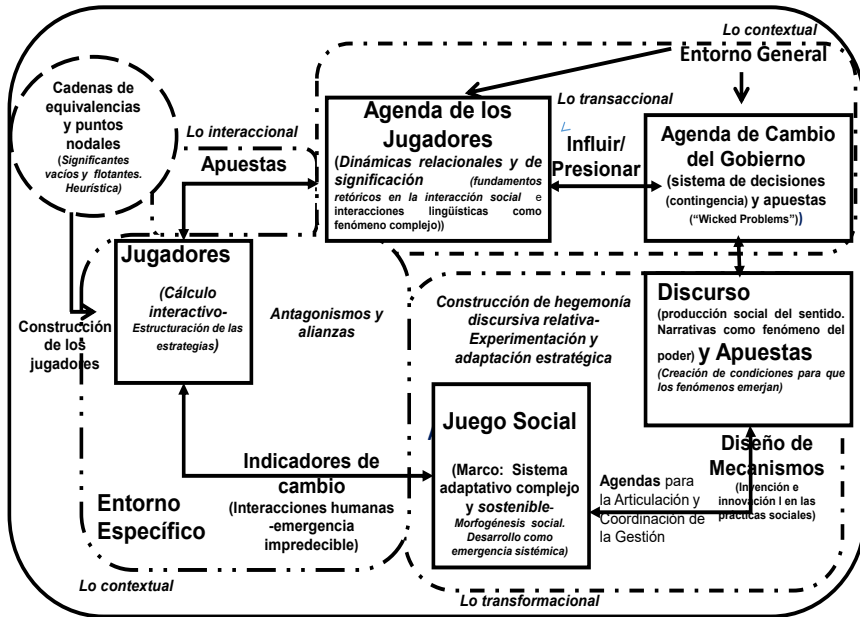 Lo contextual
Entorno General
Cadenas de
equivalencias
y puntos
nodales
(Significantes
vacíos y flotantes.
Heurística)
Lo interaccional
Apuestas
Lo transaccional
Agenda de los
Jugadores
(Dinámicas relacionales y de
significación (fundamentos
retóricos en la interacción social e
interacciones lingüísticas como
fenómeno complejo))
Influir/
Presionar
Agenda de Cambio
del Gobierno
(sistema de decisiones
(contingencia) y apuestas
("Wicked Problems"))
Jugadores
(Cálculo
interactivo-
Estructuración de las
estrategias)
Construcción
de los
jugadores
Antagonismos y
alianzas
Construcción de hegemonía
discursiva relativa-
Experimentación y
adaptación estratégica
Discurso
(producción social del sentido.
Narrativas como fenómeno del
poder) y Apuestas
(Creación de condiciones para que
los fenómenos emerjan)
Juego Social
(Marco: Sistema
adaptativo complejo
y sostenible-
Morfogénesis social.
Desarrollo como
emergencia sistémica)
Indicadores de
cambio
(Interacciones humanas
-emergencia
impredecible)
Entorno
Específico
Agendas para
la Articulación y
Coordinación de
la Gestión
Diseño de
Mecanismos
(Invención e
innovación l en las
prácticas sociales)
Lo contextual
Lo transformacional